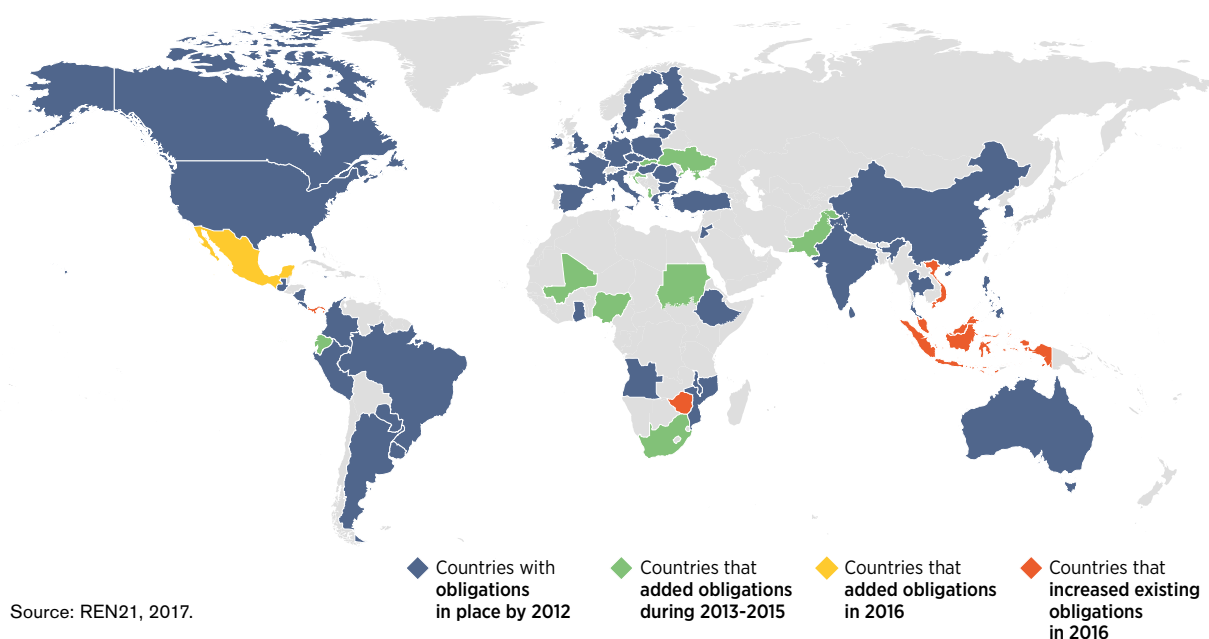 Countries with
obligations
in place by 2012
Countries that
added obligations
during 2013-2015
Countries that
added obligations
in 2016
Countries that
increased existing
obligations
in 2016
Source: REN21, 2017.